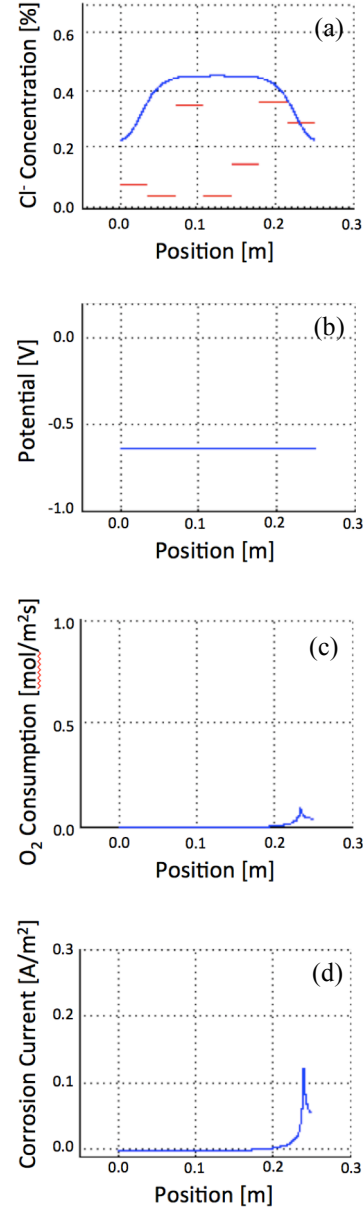 (a)
Cl⁻ Concentration [%]
0.6
0.4
0.2
0.0
0.0 0.1 0.2 0.3
Position [m]
(b)
Potential [V]
0.0
-0.5
-1.0
0.0 0.1 0.2 0.3
Position [m]
(c)
O₂ Consumption [mol/m²s]
1.0
0.5
0.0
0.0 0.1 0.2 0.3
Position [m]
(d)
Corrosion Current [A/m²]
0.3
0.2
0.1
0.0
0.0 0.1 0.2 0.3
Position [m]